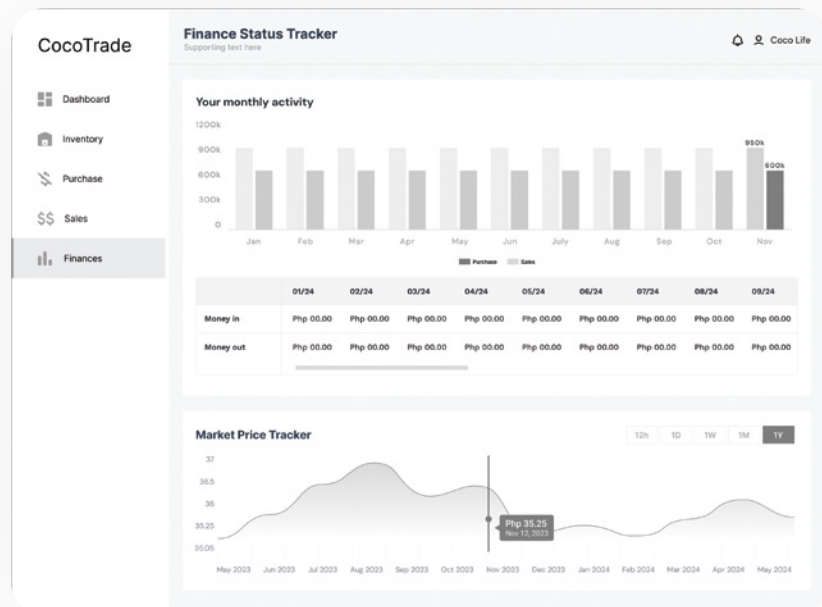 CocoTrade
Dashboard
Inventory
Purchase
Sales
Finances
Finance Status Tracker
Supporting text here
Coco Life
Your monthly activity
1200k
900k
600k
300k
0
950k
600k
Jan Feb Mar Apr May Jun July Aug Sep Oct Nov
Purchase Sales
01/24 02/24 03/24 04/24 05/24 06/24 07/24 08/24 09/24
Money in Php 00.00 Php 00.00 Php 00.00 Php 00.00 Php 00.00 Php 00.00 Php 00.00 Php 00.00 Php 00.00
Money out Php 00.00 Php 00.00 Php 00.00 Php 00.00 Php 00.00 Php 00.00 Php 00.00 Php 00.00 Php 00.00
Market Price Tracker
12h 1D 1W 1M 1Y
37
36.5
36
35.25
35.05
Php 35.25
Nov 12, 2023
May 2023 Jun 2023 Jul 2023 Aug 2023 Sep 2023 Oct 2023 Nov 2023 Dec 2023 Jan 2024 Feb 2024 Mar 2024 Apr 2024 May 2024